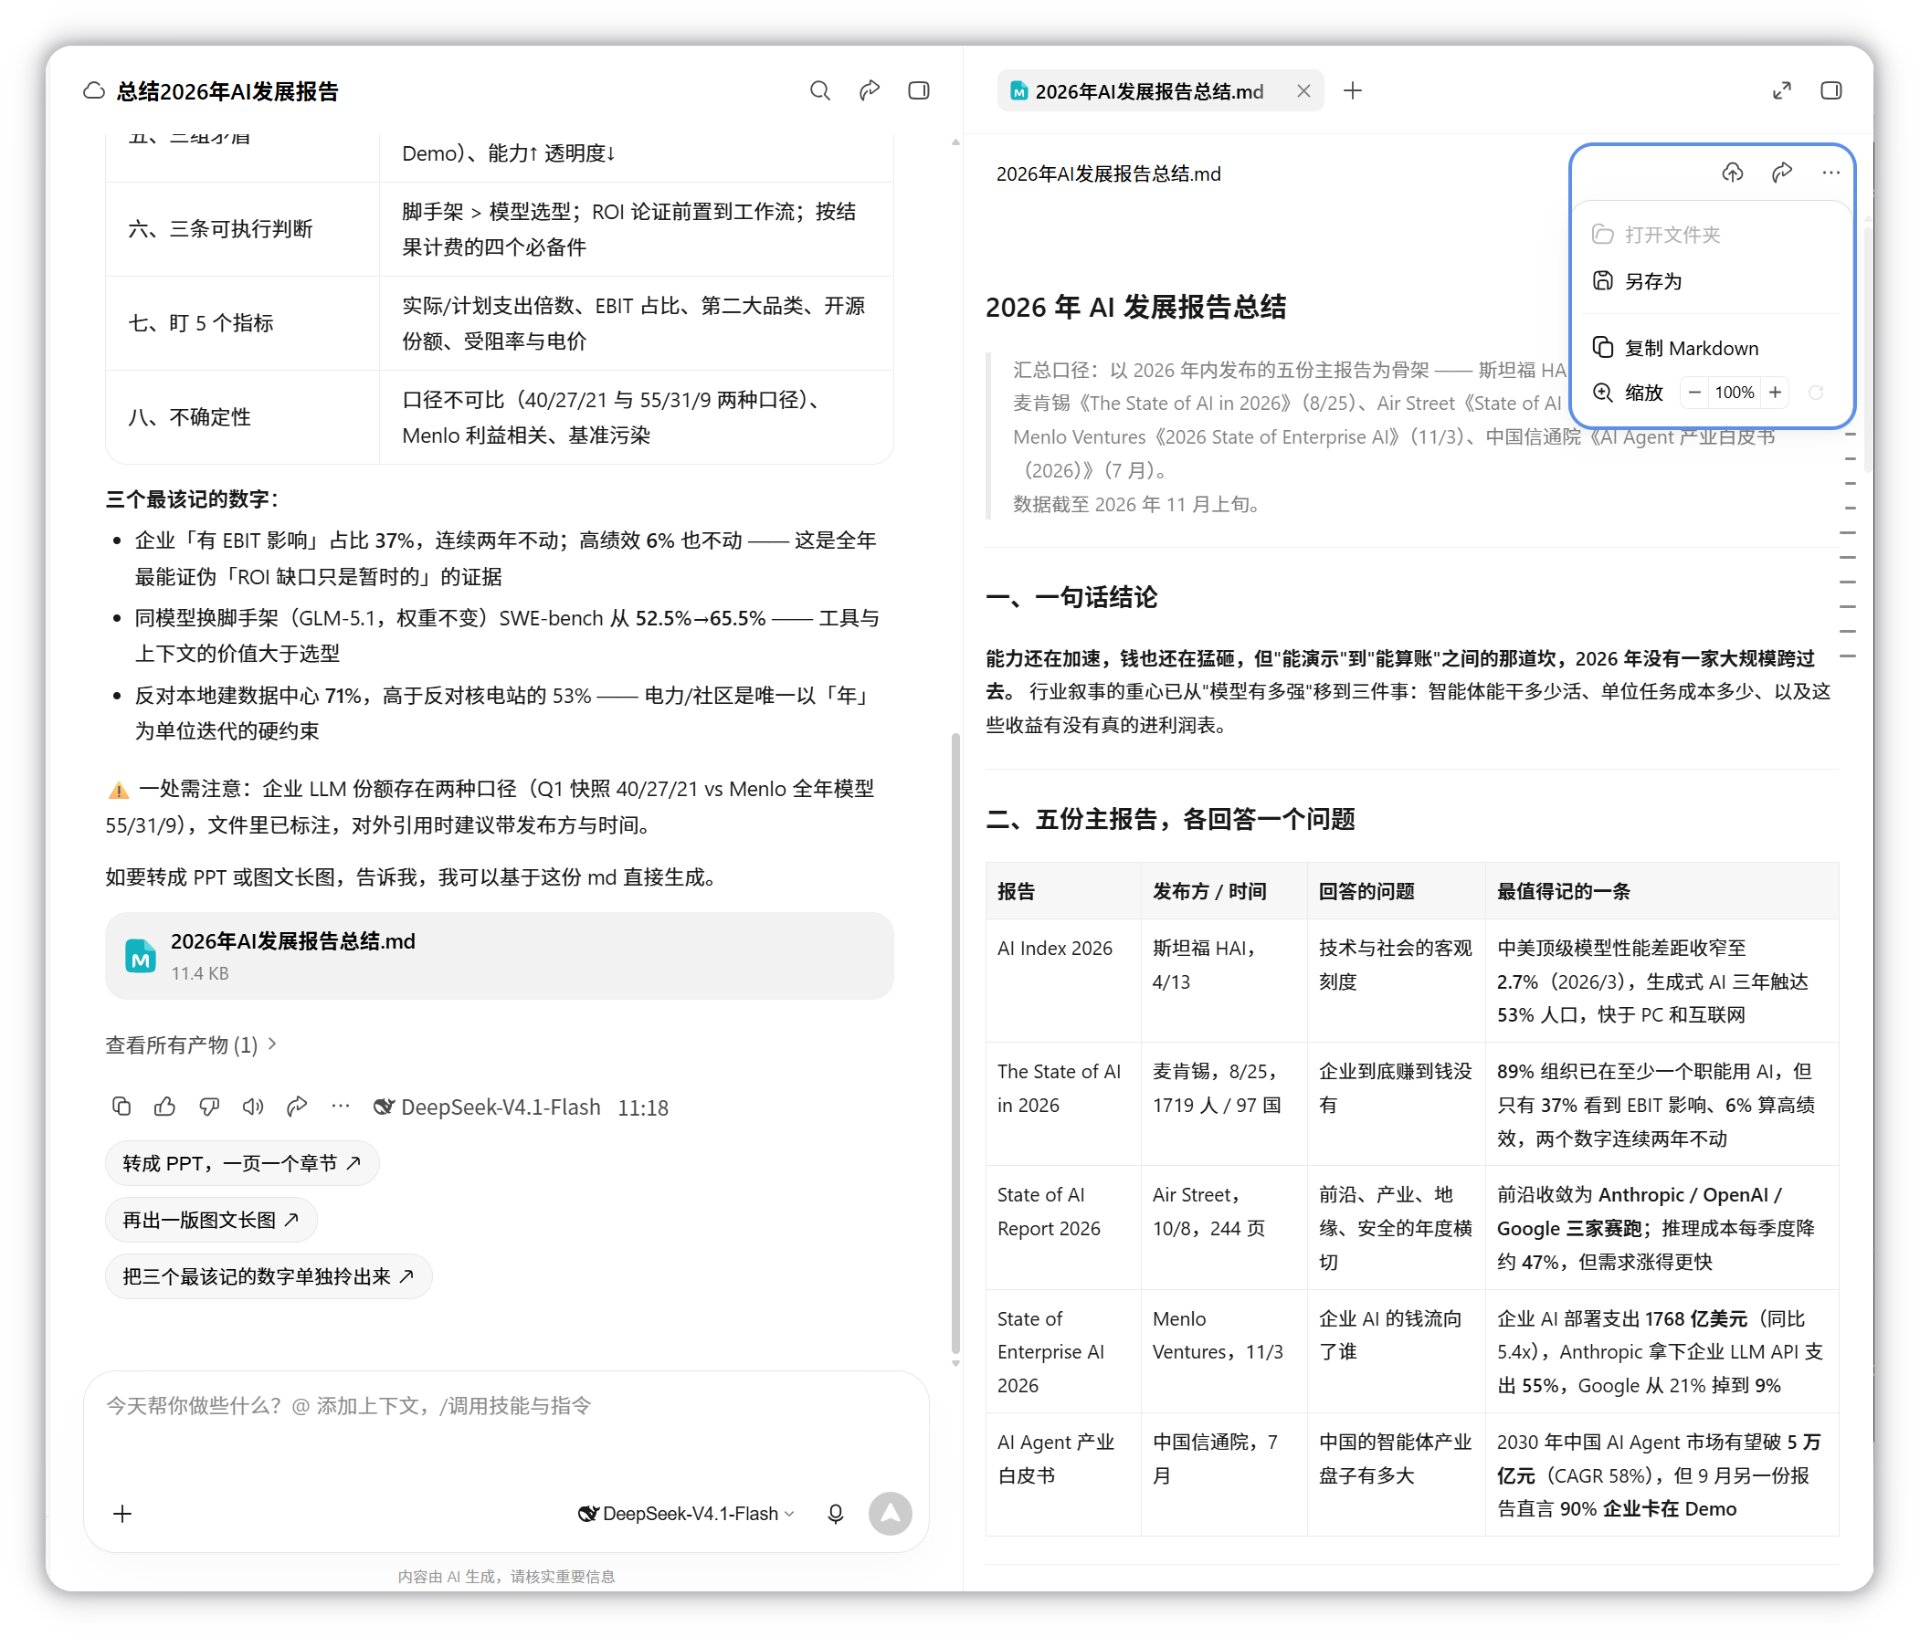 总结2026年AI发展报告
五、三组矛盾
Demo）、能力↑ 透明度↓
六、三条可执行判断
脚手架 > 模型选型；ROI 论证前置到工作流；按结
果计费的四个必备件
七、盯 5 个指标
实际/计划支出倍数、EBIT 占比、第二大品类、开源
份额、受阻率与电价
八、不确定性
口径不可比（40/27/21 与 55/31/9 两种口径）、
Menlo 利益相关、基准污染
三个最该记的数字：
• 企业「有 EBIT 影响」占比 37%，连续两年不动；高绩效 6% 也不动 —— 这是全年
最能证伪「ROI 缺口只是暂时的」的证据
• 同模型换脚手架（GLM-5.1，权重不变）SWE-bench 从 52.5%→65.5% —— 工具与
上下文的价值大于选型
• 反对本地建数据中心 71%，高于反对核电站的 53% —— 电力/社区是唯一以「年」
为单位迭代的硬约束
⚠️ 一处需注意：企业 LLM 份额存在两种口径（Q1 快照 40/27/21 vs Menlo 全年模型
55/31/9），文件里已标注，对外引用时建议带发布方与时间。
如要转成 PPT 或图文长图，告诉我，我可以基于这份 md 直接生成。
M
2026年AI发展报告总结.md
11.4 KB
查看所有产物 (1) >
DeepSeek-V4.1-Flash 11:18
转成 PPT，一页一个章节 ↗
再出一版图文长图 ↗
把三个最该记的数字单独拎出来 ↗
今天帮你做些什么？@ 添加上下文，/调用技能与指令
DeepSeek-V4.1-Flash
内容由 AI 生成，请核实重要信息
M 2026年AI发展报告总结.md
2026年AI发展报告总结.md
打开文件夹
另存为
复制 Markdown
缩放 − 100% +
2026 年 AI 发展报告总结
汇总口径：以 2026 年内发布的五份主报告为骨架 —— 斯坦福 HAI
麦肯锡《The State of AI in 2026》（8/25）、Air Street《State of AI
Menlo Ventures《2026 State of Enterprise AI》（11/3）、中国信通院《AI Agent 产业白皮书
（2026）》（7 月）。
数据截至 2026 年 11 月上旬。
一、一句话结论
能力还在加速，钱也还在猛砸，但"能演示"到"能算账"之间的那道坎，2026 年没有一家大规模跨过
去。 行业叙事的重心已从"模型有多强"移到三件事：智能体能干多少活、单位任务成本多少、以及这
些收益有没有真的进利润表。
二、五份主报告，各回答一个问题
报告
发布方 / 时间
回答的问题
最值得记的一条
AI Index 2026
斯坦福 HAI，
4/13
技术与社会的客观
刻度
中美顶级模型性能差距收窄至
2.7%（2026/3），生成式 AI 三年触达
53% 人口，快于 PC 和互联网
The State of AI
in 2026
麦肯锡，8/25，
1719 人 / 97 国
企业到底赚到钱没
有
89% 组织已在至少一个职能用 AI，但
只有 37% 看到 EBIT 影响、6% 算高绩
效，两个数字连续两年不动
State of AI
Report 2026
Air Street，
10/8，244 页
前沿、产业、地
缘、安全的年度横
切
前沿收敛为 Anthropic / OpenAI /
Google 三家赛跑；推理成本每季度降
约 47%，但需求涨得更快
State of
Enterprise AI
2026
Menlo
Ventures，11/3
企业 AI 的钱流向
了谁
企业 AI 部署支出 1768 亿美元（同比
5.4x），Anthropic 拿下企业 LLM API 支
出 55%，Google 从 21% 掉到 9%
AI Agent 产业
白皮书
中国信通院，7
月
中国的智能体产业
盘子有多大
2030 年中国 AI Agent 市场有望破 5 万
亿元（CAGR 58%），但 9 月另一份报
告直言 90% 企业卡在 Demo